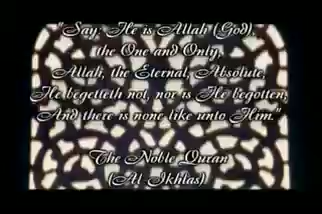 "Say, He is Allah (God),
the One and Only,
Allah, the Eternal, Absolute,
He begetteth not, nor is He begotten,
And there is none like unto Him."
The Noble Quran
(Al Ikhlas)